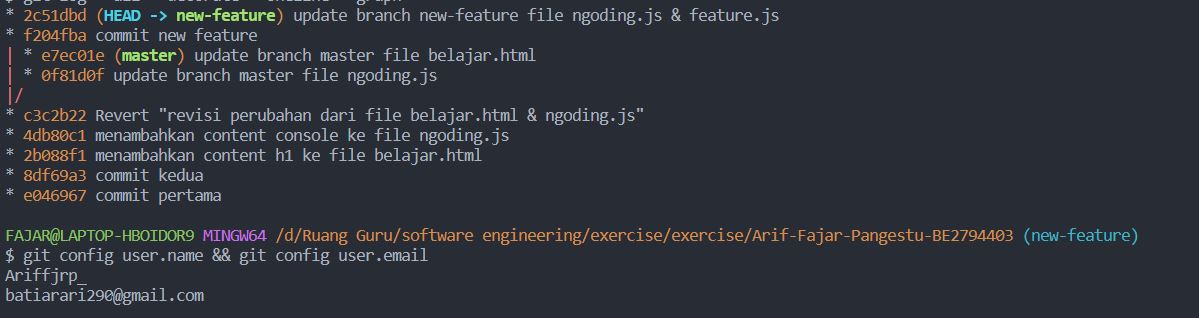 * 2c51dbd (HEAD -> new-feature) update branch new-feature file ngoding.js & feature.js
* f204fba commit new feature
| * e7ec01e (master) update branch master file belajar.html
| * 0f81d0f update branch master file ngoding.js
|/
* c3c2b22 Revert "revisi perubahan dari file belajar.html & ngoding.js"
* 4db80c1 menambahkan content console ke file ngoding.js
* 2b088f1 menambahkan content h1 ke file belajar.html
* 8df69a3 commit kedua
* e046967 commit pertama
FAJAR@LAPTOP-HBOIDOR9 MINGW64 /d/Ruang Guru/software engineering/exercise/exercise/Arif-Fajar-Pangestu-BE2794403 (new-feature)
$ git config user.name && git config user.email
Ariffjrp_
batiarari290@gmail.com